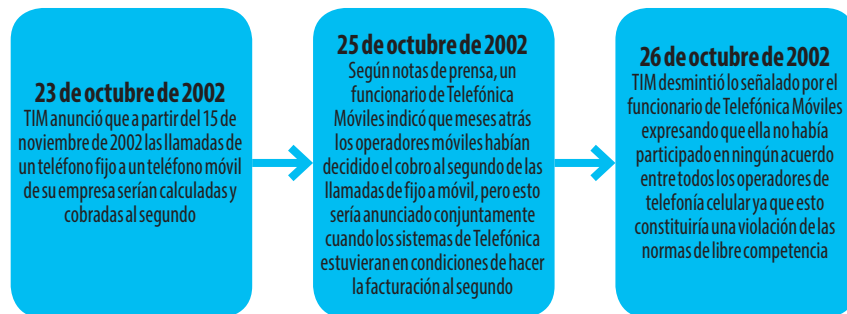 23 de octubre de 2002
TIM anunció que a partir del 15 de
noviembre de 2002 las llamadas de
un teléfono fijo a un teléfono móvil
de su empresa serían calculadas y
cobradas al segundo
25 de octubre de 2002
Según notas de prensa, un
funcionario de Telefónica
Móviles indicó que meses atrás
los operadores móviles habían
decidido el cobro al segundo de las
llamadas de fijo a móvil, pero esto
sería anunciado conjuntamente
cuando los sistemas de Telefónica
estuvieran en condiciones de hacer
la facturación al segundo
26 de octubre de 2002
TIM desmintió lo señalado por el
funcionario de Telefónica Móviles
expresando que ella no había
participado en ningún acuerdo
entre todos los operadores de
telefonía celular ya que esto
constituiría una violación de las
normas de libre competencia